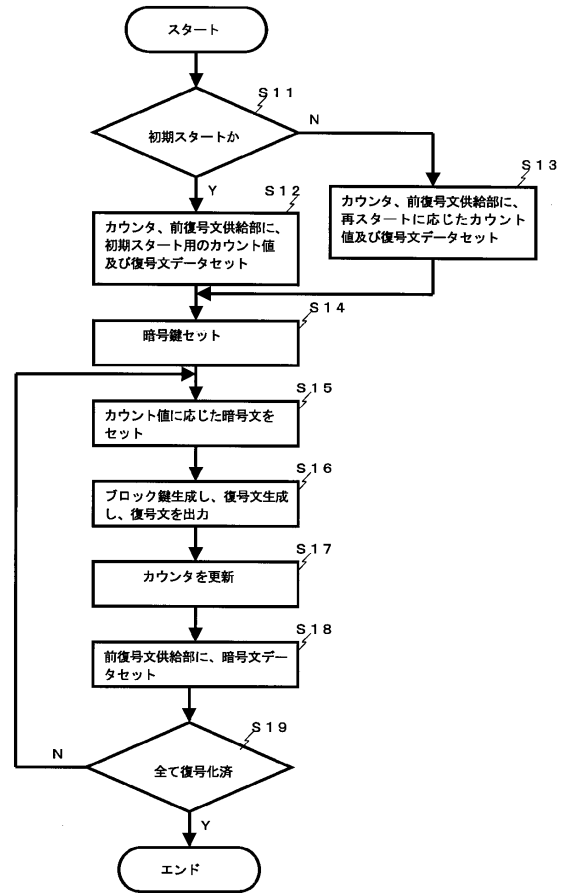 スタート
S11
初期スタートか
N
Y
S12
カウンタ、前復号文供給部に、
初期スタート用のカウント値
及び復号文データセット
S13
カウンタ、前復号文供給部に、
再スタートに応じたカウント
値及び復号文データセット
S14
暗号鍵セット
S15
カウント値に応じた暗号文を
セット
S16
ブロック鍵生成し、復号文生成
し、復号文を出力
S17
カウンタを更新
S18
前復号文供給部に、暗号文デー
タセット
S19
全て復号化済
N
Y
エンド